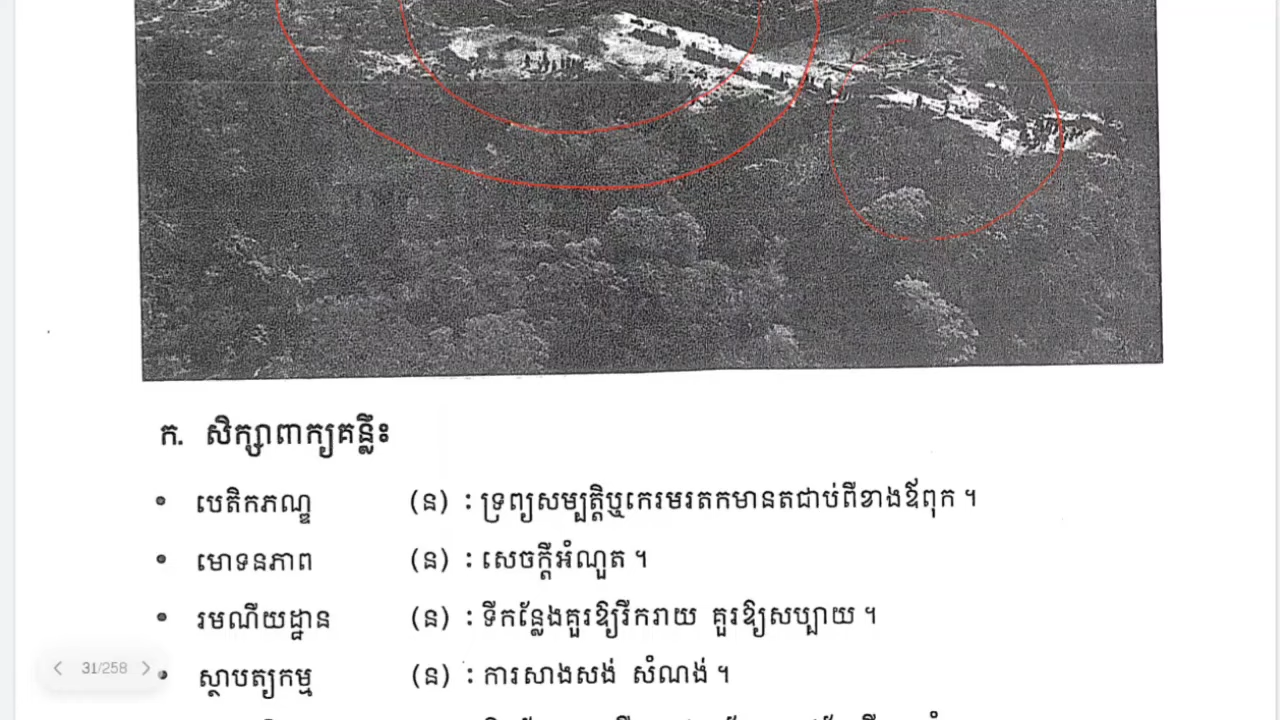 ក. សិក្សាពាក្យគន្លឹះ
• បេតិកភណ្ឌ (ន) : ទ្រព្យសម្បត្តិឬកេរមរតកមានតជាប់ពីខាងឪពុក ។
• មោទនភាព (ន) : សេចក្តីអំណួត ។
• រមណីយដ្ឋាន (ន) : ទីកន្លែងគួរឱ្យរីករាយ គួរឱ្យសប្បាយ ។
• ស្ថាបត្យកម្ម (ន) : ការសាងសង់ សំណង់ ។
31/258